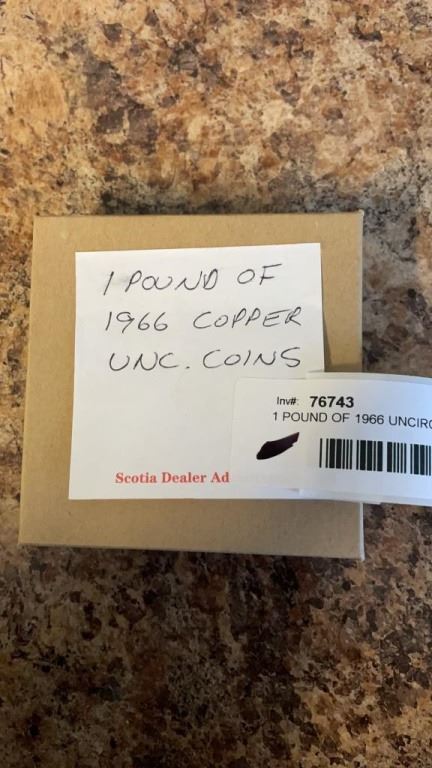 1 POUND OF
1966 COPPER
UNC. COINS
Inv#: 76743
1 POUND OF 1966 UNCIRC
Scotia Dealer Ad